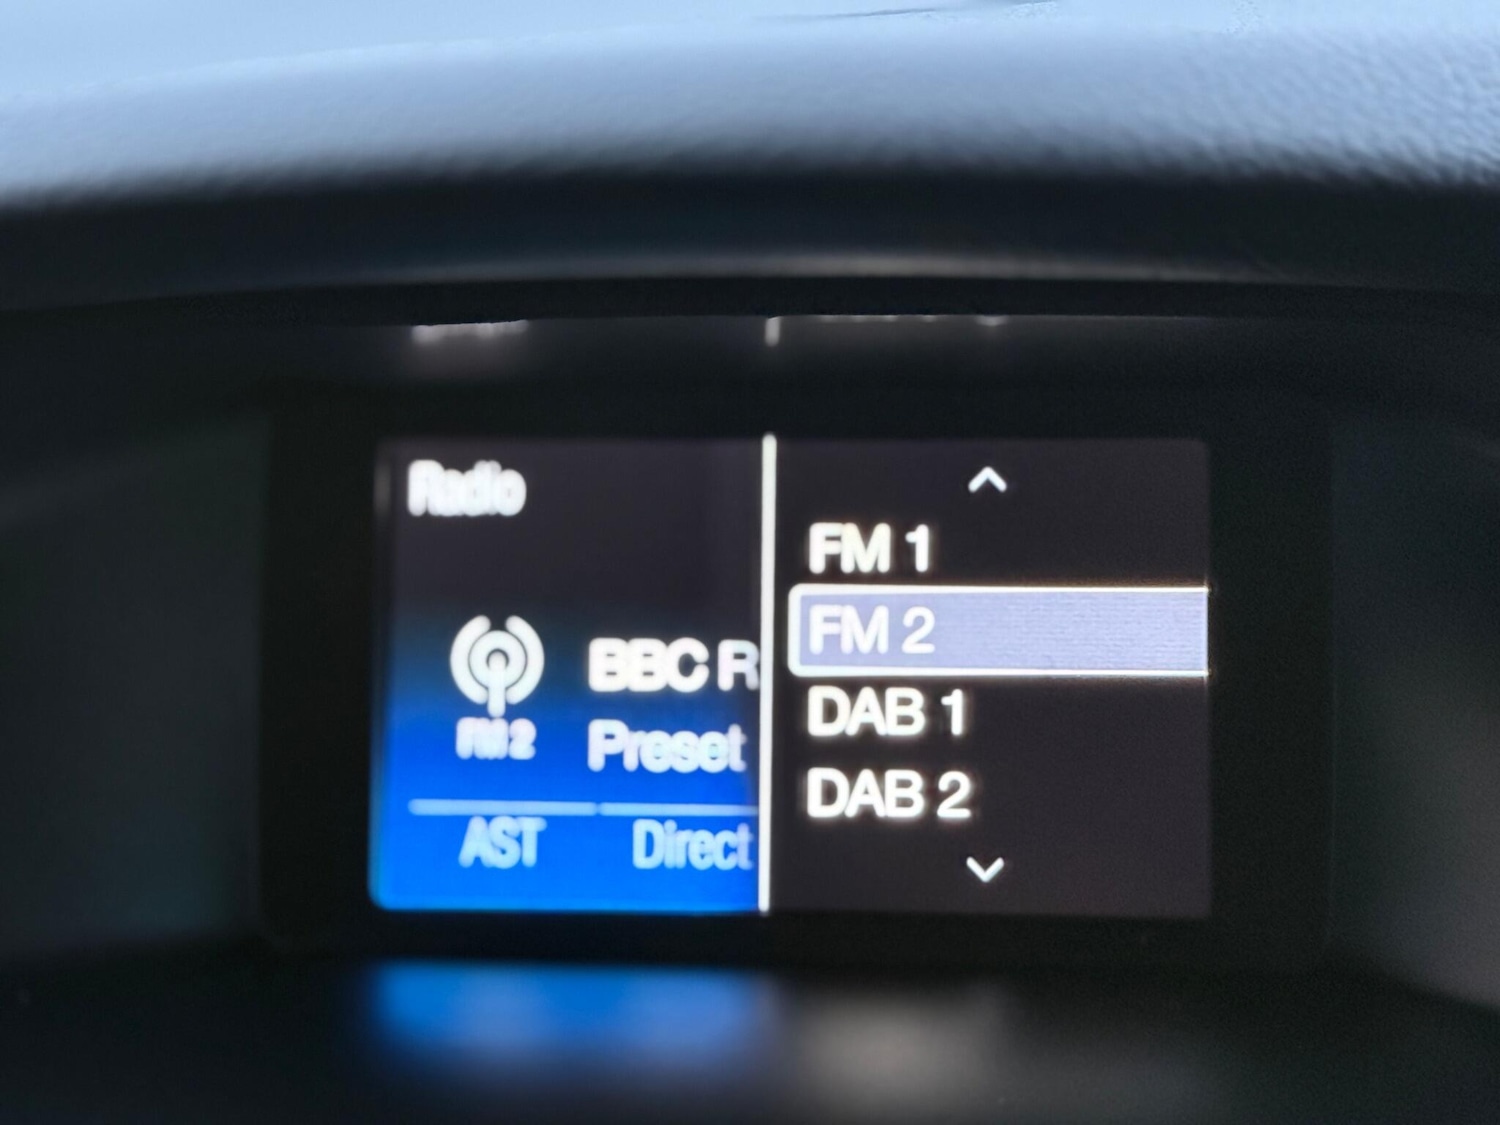 Radio
FM 2
BBC R
Preset
AST
Direct
FM 1
FM 2
DAB 1
DAB 2